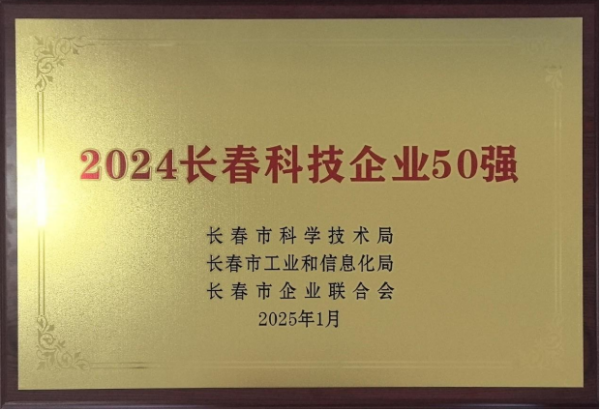 2024长春科技企业50强
长春市科学技术局
长春市工业和信息化局
长春市企业联合会
2025年1月